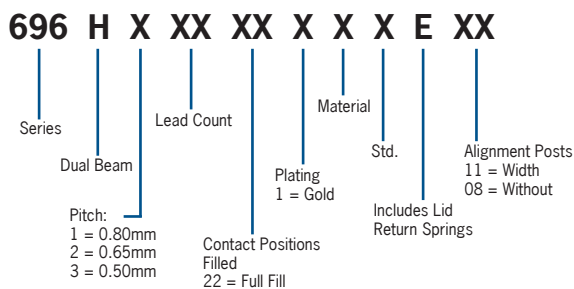 696 H X XX XX X X X E XX
Series
Dual Beam
Pitch:
1 = 0.80mm
2 = 0.65mm
3 = 0.50mm
Lead Count
Contact Positions
Filled
22 = Full Fill
Plating
1 = Gold
Material
Std.
Includes Lid
Return Springs
Alignment Posts
11 = Width
08 = Without